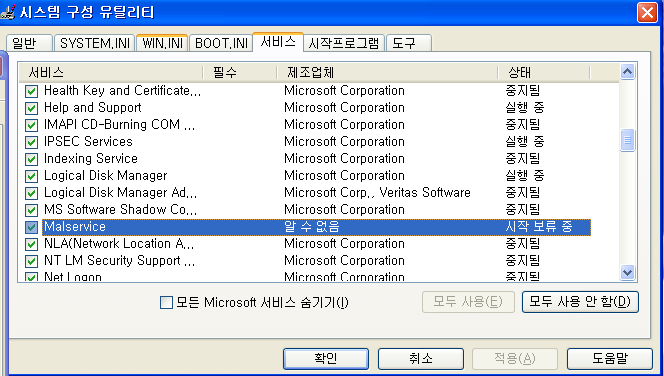 시스템 구성 유틸리티
일반 SYSTEM.INI WIN.INI BOOT.INI 서비스 시작프로그램 도구
서비스 필수 제조업체 상태
Health Key and Certificate... Microsoft Corporation 중지됨
Help and Support Microsoft Corporation 실행 중
IMAPI CD-Burning COM ... Microsoft Corporation 중지됨
IPSEC Services Microsoft Corporation 실행 중
Indexing Service Microsoft Corporation 중지됨
Logical Disk Manager Microsoft Corporation 실행 중
Logical Disk Manager Ad... Microsoft Corp., Veritas Software 중지됨
MS Software Shadow Co... Microsoft Corporation 중지됨
Malservice 알 수 없음 시작 보류 중
NLA(Network Location A... Microsoft Corporation 중지됨
NT LM Security Support ... Microsoft Corporation 중지됨
Net Logon Microsoft Corporation 중지됨
모든 Microsoft 서비스 숨기기(I) 모두 사용(E) 모두 사용 안 함(D)
확인 취소 적용(A) 도움말